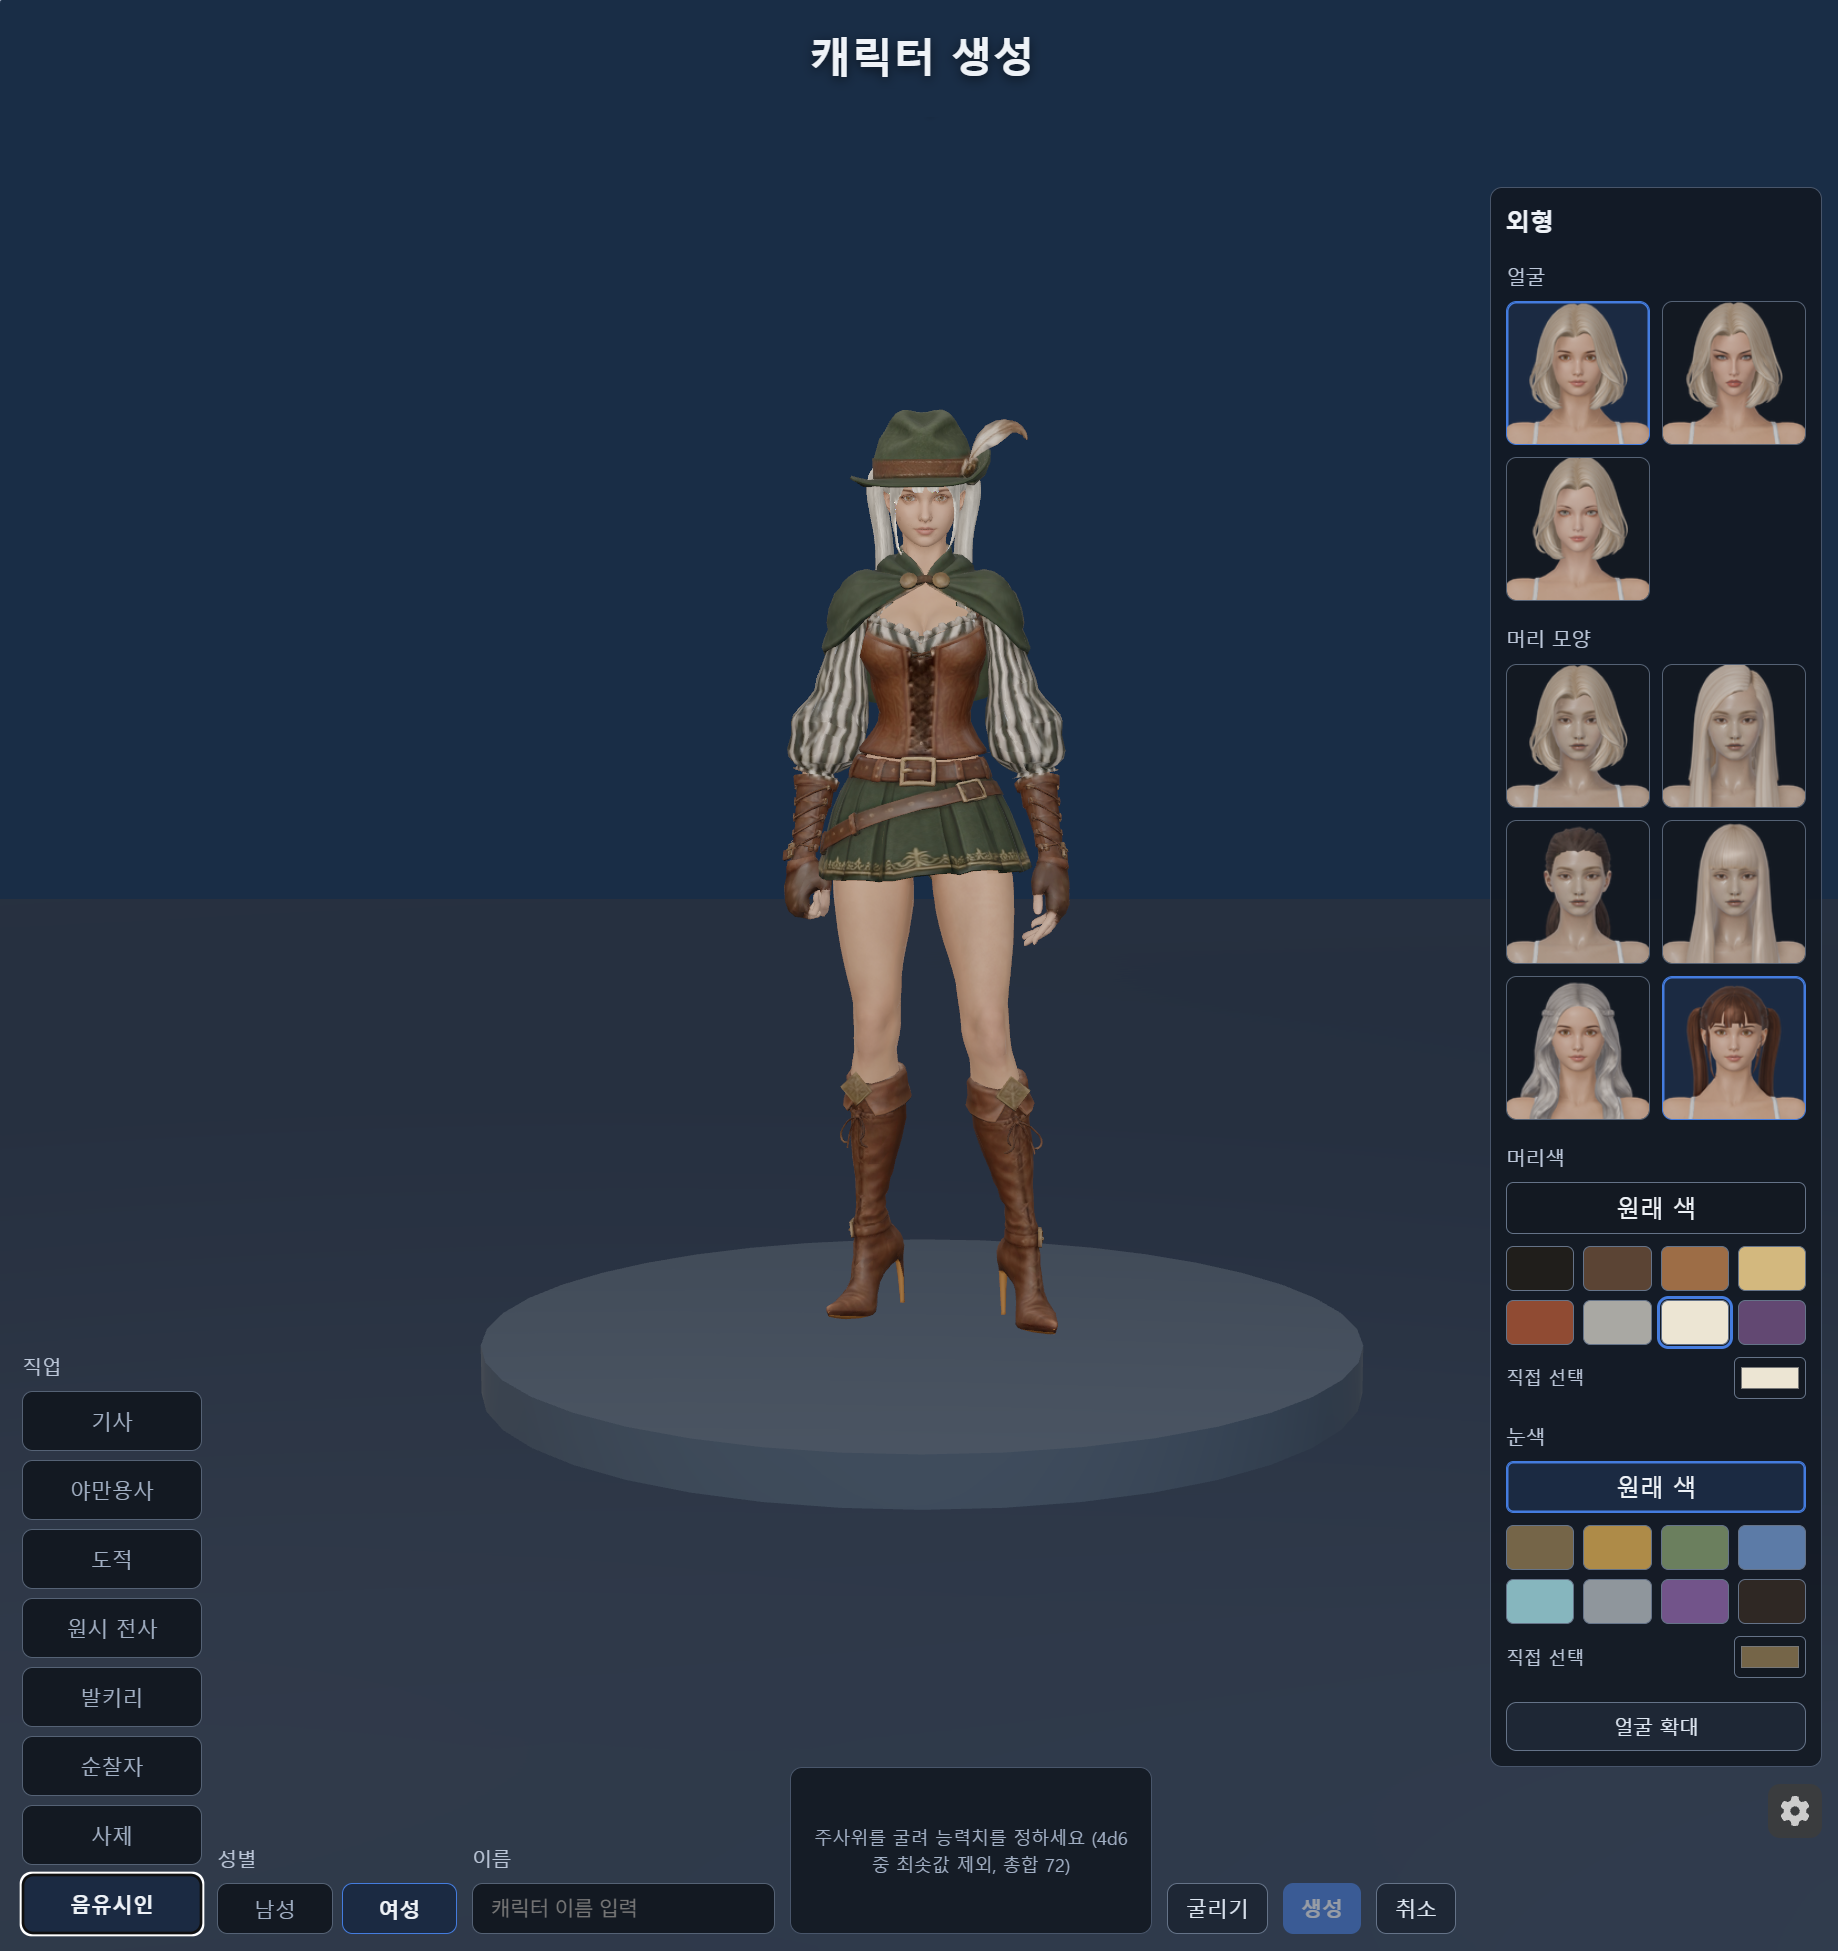 캐릭터 생성
외형
얼굴
머리 모양
머리색
원래 색
직접 선택
눈색
원래 색
직접 선택
얼굴 확대
직업
기사
야만용사
도적
원시 전사
발키리
순찰자
사제
음유시인
성별
남성
여성
이름
캐릭터 이름 입력
주사위를 굴려 능력치를 정하세요 (4d6
중 최솟값 제외, 총합 72)
굴리기
생성
취소